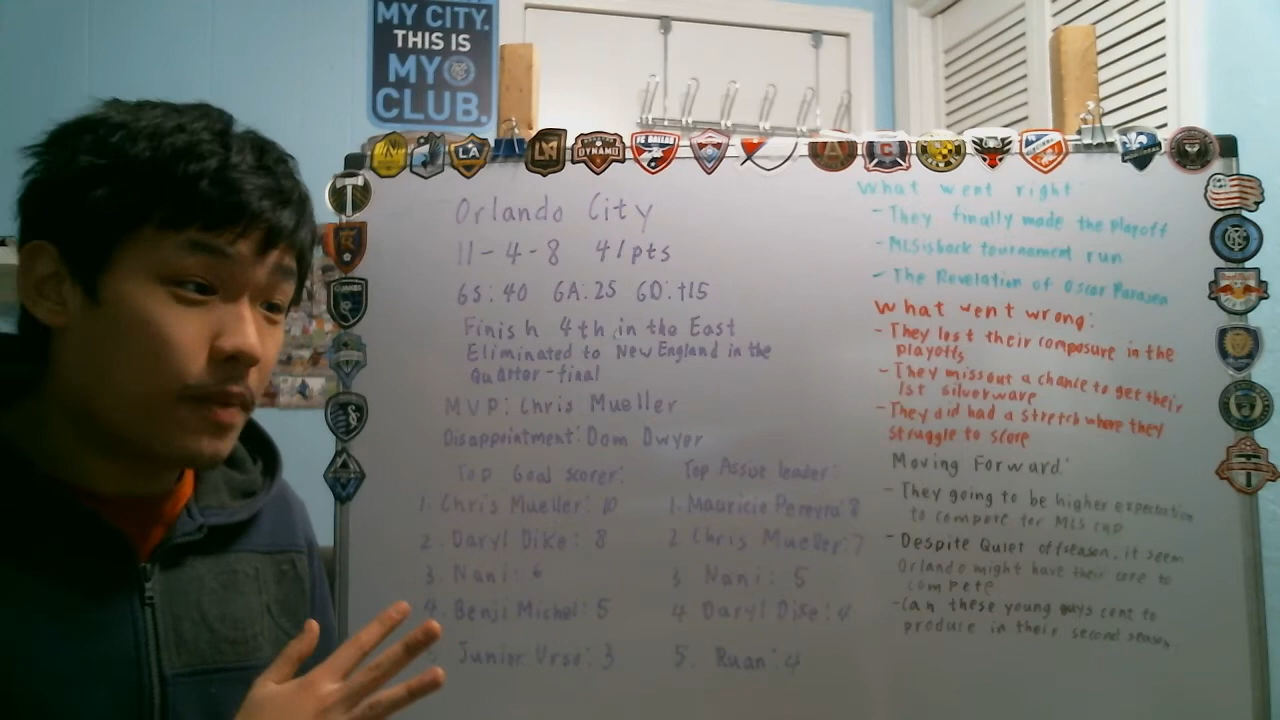 MY CITY.
THIS IS
MY
CLUB.
LA
DYNAMO
FC DALLAS
QUAKES
Orlando City
11-4-8 41pts
GS: 40 GA: 25 GD: +15
Finish 4th in the East
Eliminated to New England in the
Quarter-final
MVP: Chris Mueller
Disappointment: Dom Dwyer
Top Goal scorer:
1. Chris Mueller: 10
2. Daryl Dike: 8
3. Nani: 6
4. Benji Michel: 5
Junior Urso: 3
Top Assist leader:
1. Mauricio Pereyra: 8
2 Chris Mueller: 7
3 Nani: 5
4 Daryl Dike: 4
5. Ruan: 4
What went right:
- They finally made the Playoff
- MLS is back tournament run
- The Revelation of Oscar Pareja
What went wrong:
- They lost their composure in the
playoffs
- They miss out a chance to get their
1st silverware
- They did had a stretch where they
struggle to score
Moving Forward:
- They going to be higher expectation
to compete for MLS cup
- Despite Quiet offseason, it seem
Orlando might have their core to
compete
- Can these young guys cont to
produce in their second season